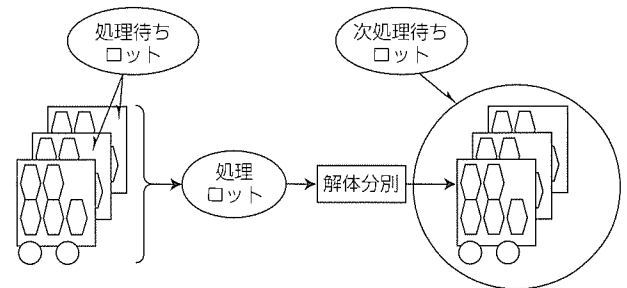 処理待ち
ロット
次処理待ち
ロット
処理
ロット
解体分別